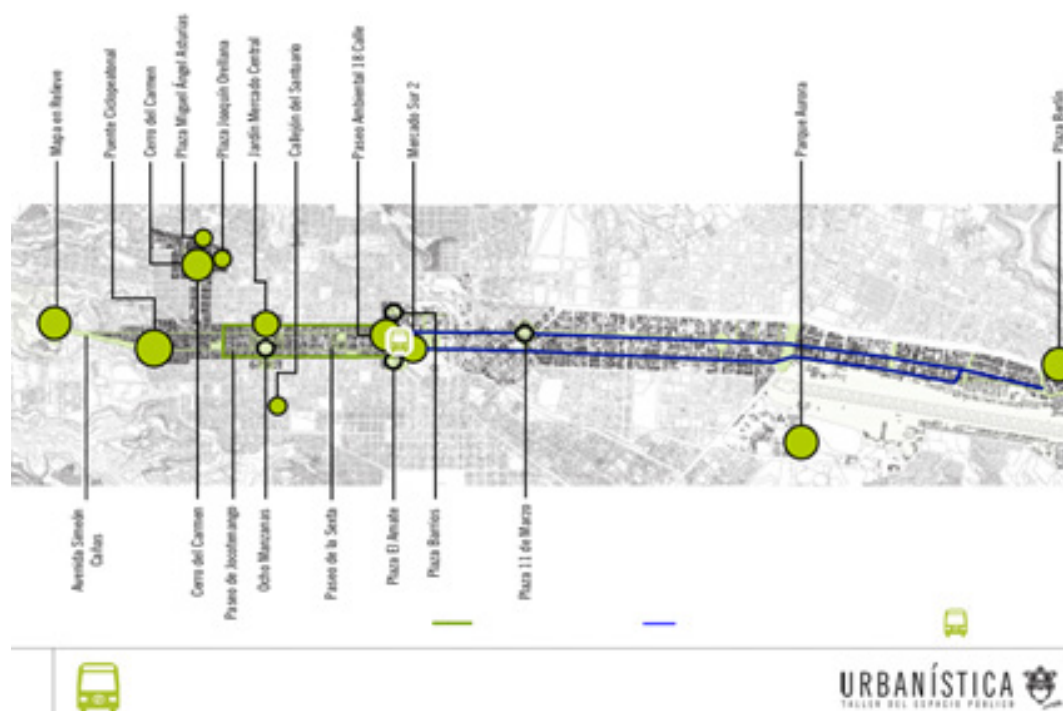 Mapa en Relieve
Puente Ciclopeatonal
Cerro del Carmen
Plaza Miguel Ángel Asturias
Plaza Joaquín Orellana
Jardín Mercado Central
Callejón del Santuario
Paseo Ambiental 18 Calle
Mercado Sur 2
Parque Aurora
Plaza Berlín
Avenida Simeón
Cañas
Cerro del Carmen
Paseo de Jocotenango
Ocho Manzanas
Paseo de la Sexta
Plaza El Amate
Plaza Barrios
Plaza 11 de Marzo
URBANÍSTICA
TALLER DEL ESPACIO PÚBLICO